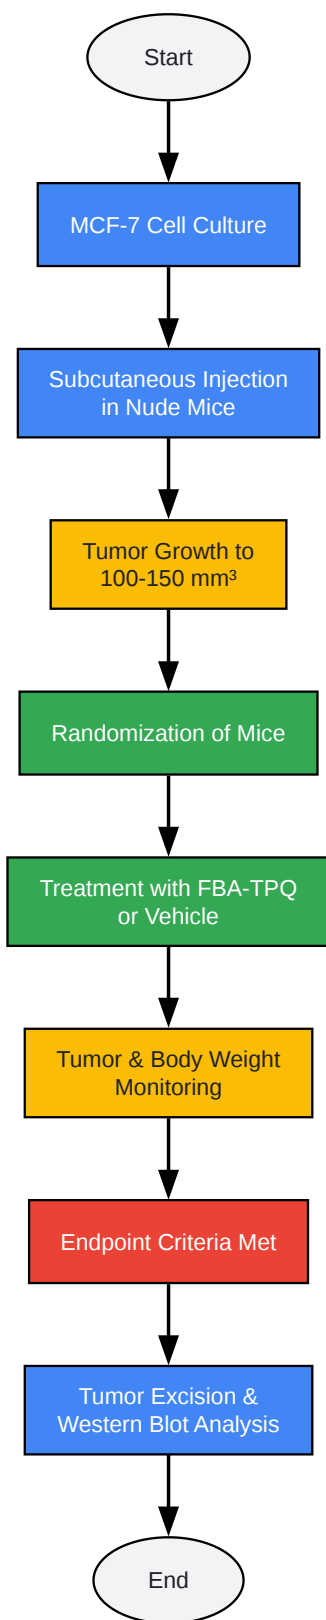 Start
MCF-7 Cell Culture
Subcutaneous Injection
in Nude Mice
Tumor Growth to
100-150 mm³
Randomization of Mice
Treatment with FBA-TPQ
or Vehicle
Tumor & Body Weight
Monitoring
Endpoint Criteria Met
Tumor Excision &
Western Blot Analysis
End